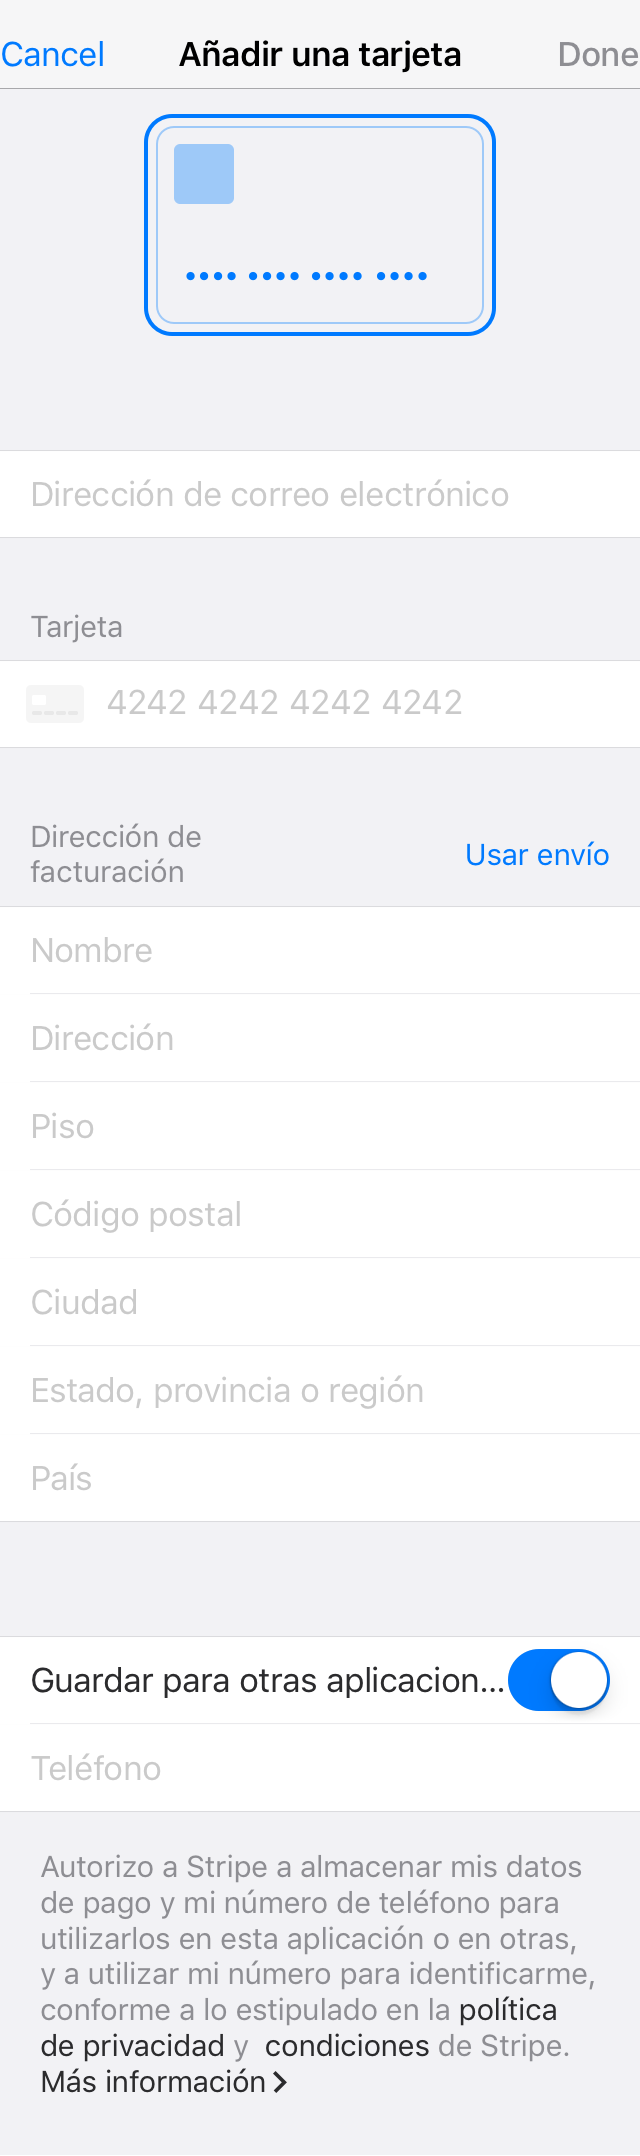 Cancel Añadir una tarjeta Done
•••• •••• •••• ••••
Dirección de correo electrónico
Tarjeta
4242 4242 4242 4242
Dirección de
facturación
Usar envío
Nombre
Dirección
Piso
Código postal
Ciudad
Estado, provincia o región
País
Guardar para otras aplicacion...
Teléfono
Autorizo a Stripe a almacenar mis datos
de pago y mi número de teléfono para
utilizarlos en esta aplicación o en otras,
y a utilizar mi número para identificarme,
conforme a lo estipulado en la política
de privacidad y condiciones de Stripe.
Más información